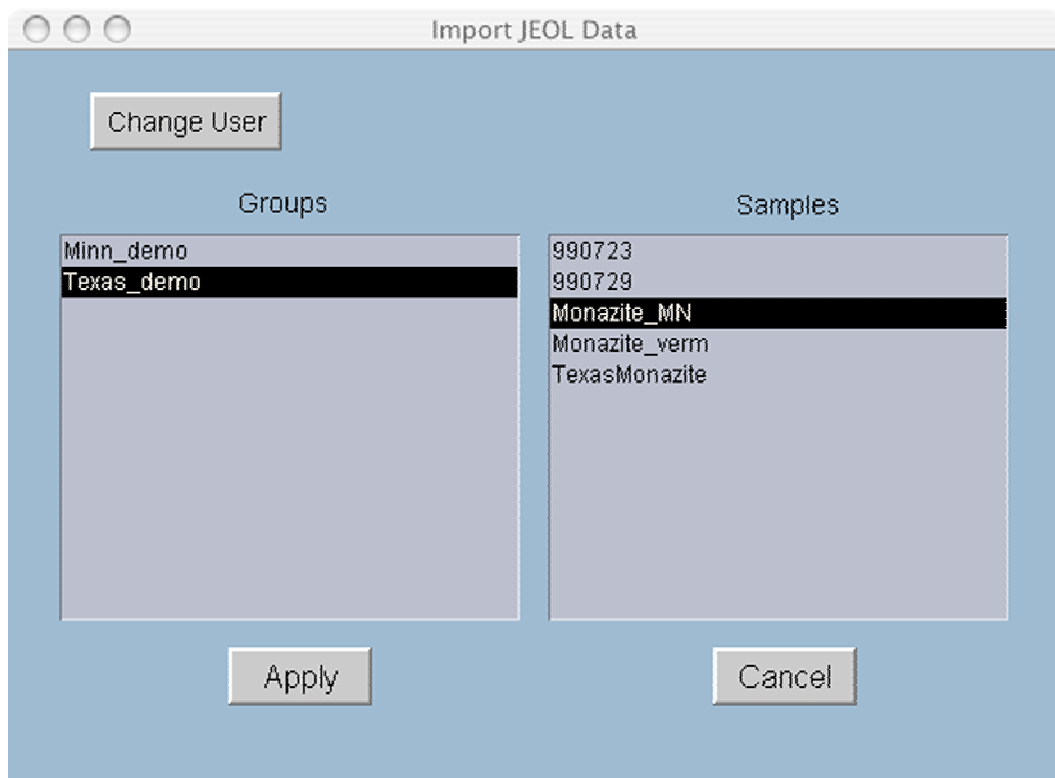 Import JEOL Data
Change User
Groups
Minn_demo
Texas_demo
Samples
990723
990729
Monazite_MN
Monazite_verm
TexasMonazite
Apply
Cancel